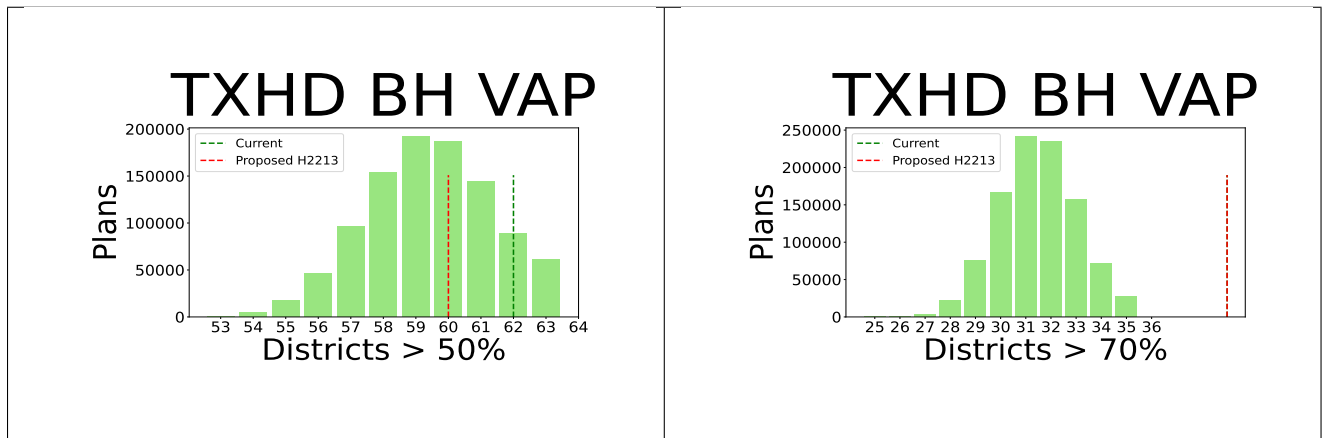 TXHD BH VAP
Current
Proposed H2213
Plans
200000
150000
100000
50000
0
53 54 55 56 57 58 59 60 61 62 63 64
Districts > 50%
TXHD BH VAP
Current
Proposed H2213
Plans
250000
200000
150000
100000
50000
0
25 26 27 28 29 30 31 32 33 34 35 36
Districts > 70%